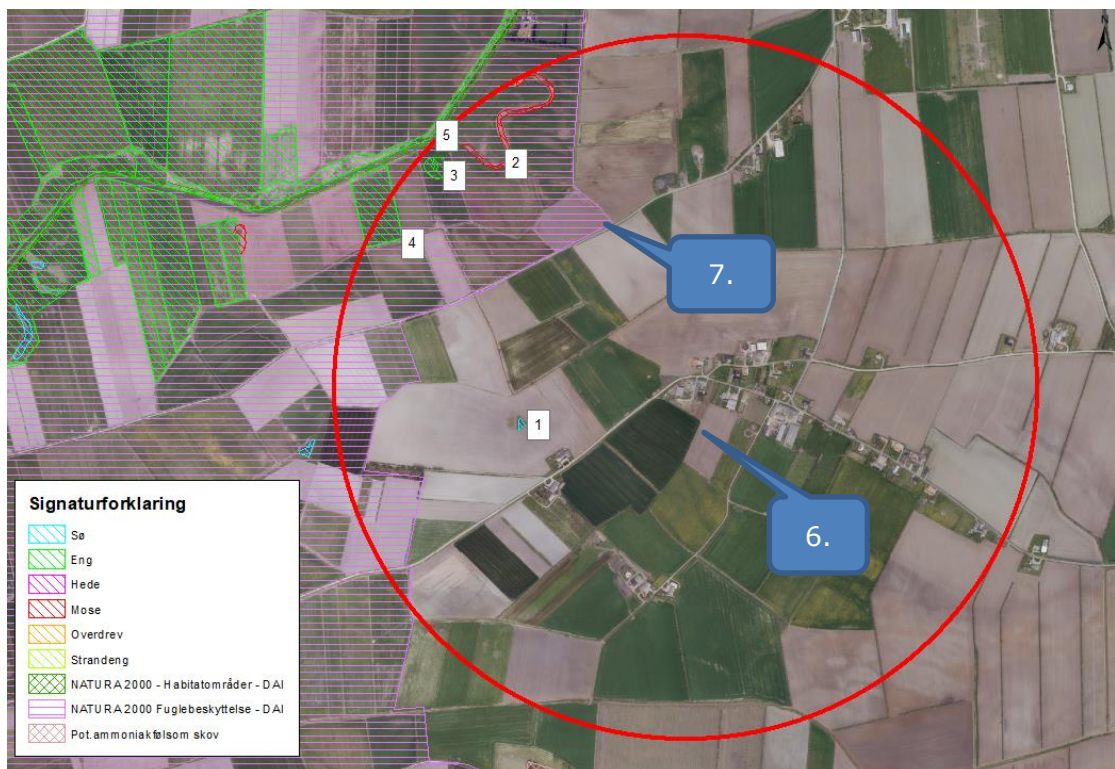 N
5
2
3
4
7.
1
6.
Signaturforklaring
Sø
Eng
Hede
Mose
Overdrev
Strandeng
NATURA 2000 - Habitatområder - DAI
NATURA 2000 Fuglebeskyttelse - DAI
Pot.ammoniakfølsom skov